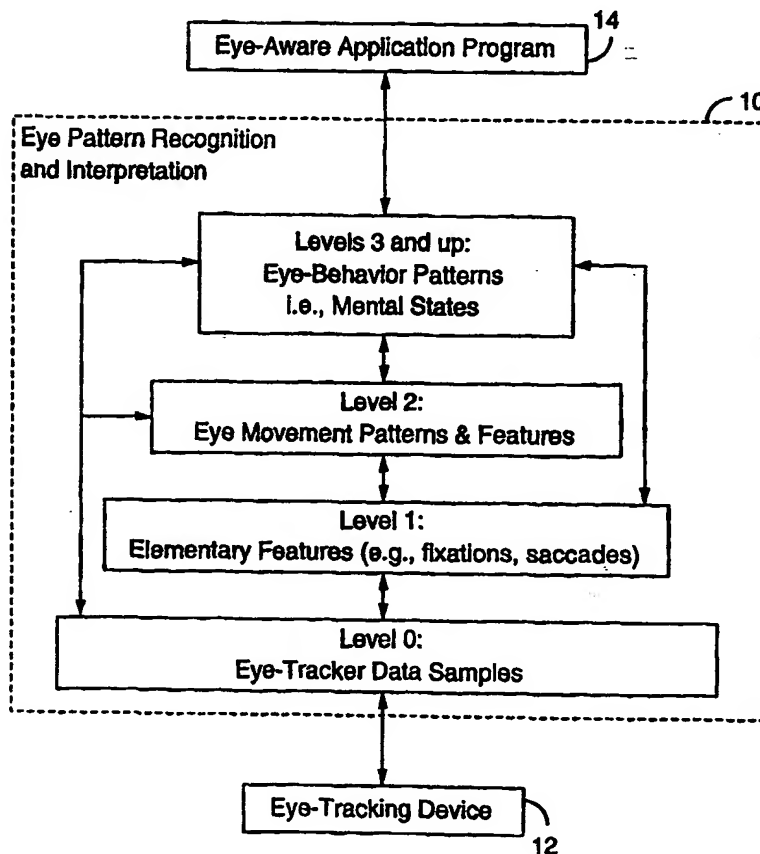 14
Eye-Aware Application Program
10
Eye Pattern Recognition
and Interpretation
Levels 3 and up:
Eye-Behavior Patterns
i.e., Mental States
Level 2:
Eye Movement Patterns & Features
Level 1:
Elementary Features (e.g., fixations, saccades)
Level 0:
Eye-Tracker Data Samples
Eye-Tracking Device
12